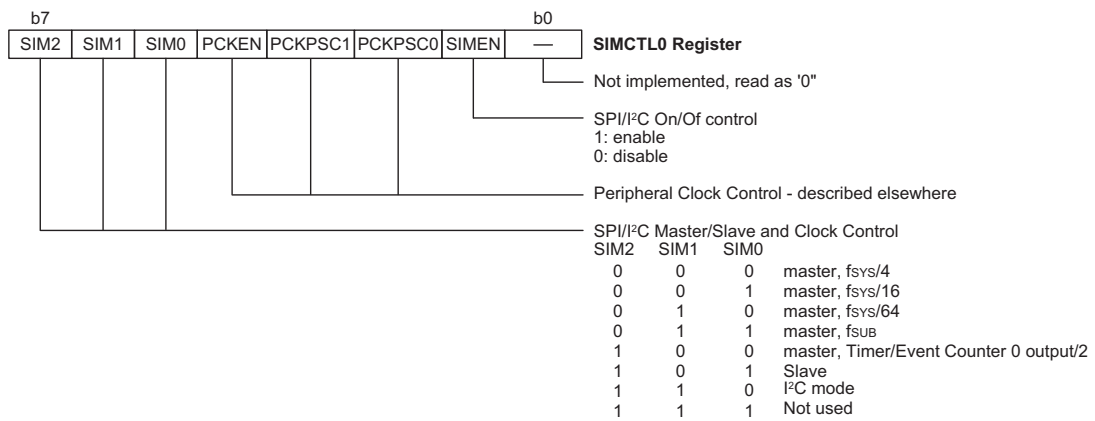 b7 b0
SIM2 SIM1 SIM0 PCKEN PCKPSC1 PCKPSC0 SIMEN — SIMCTL0 Register
Not implemented, read as '0"
SPI/I²C On/Of control
1: enable
0: disable
Peripheral Clock Control - described elsewhere
SPI/I²C Master/Slave and Clock Control
SIM2 SIM1 SIM0
0 0 0 master, fSYS/4
0 0 1 master, fSYS/16
0 1 0 master, fSYS/64
0 1 1 master, fSUB
1 0 0 master, Timer/Event Counter 0 output/2
1 0 1 Slave
1 1 0 I²C mode
1 1 1 Not used